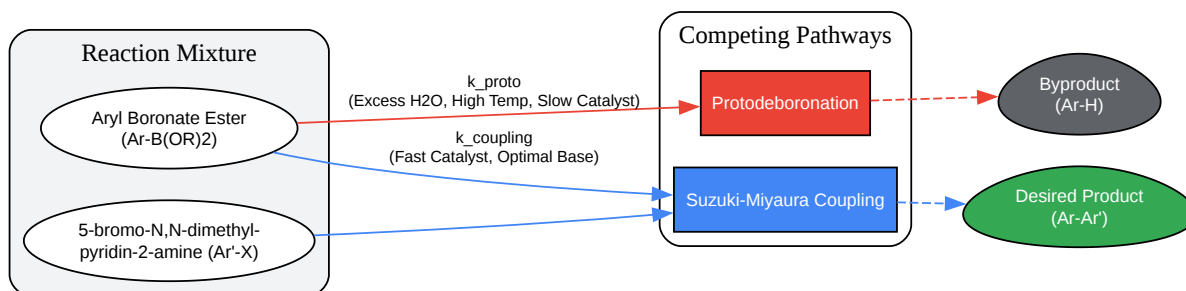 Reaction Mixture
Aryl Boronate Ester
(Ar-B(OR)2)
5-bromo-N,N-dimethyl-
pyridin-2-amine (Ar'-X)
k_proto
(Excess H2O, High Temp, Slow Catalyst)
k_coupling
(Fast Catalyst, Optimal Base)
Competing Pathways
Protodeboronation
Suzuki-Miyaura Coupling
Byproduct
(Ar-H)
Desired Product
(Ar-Ar')